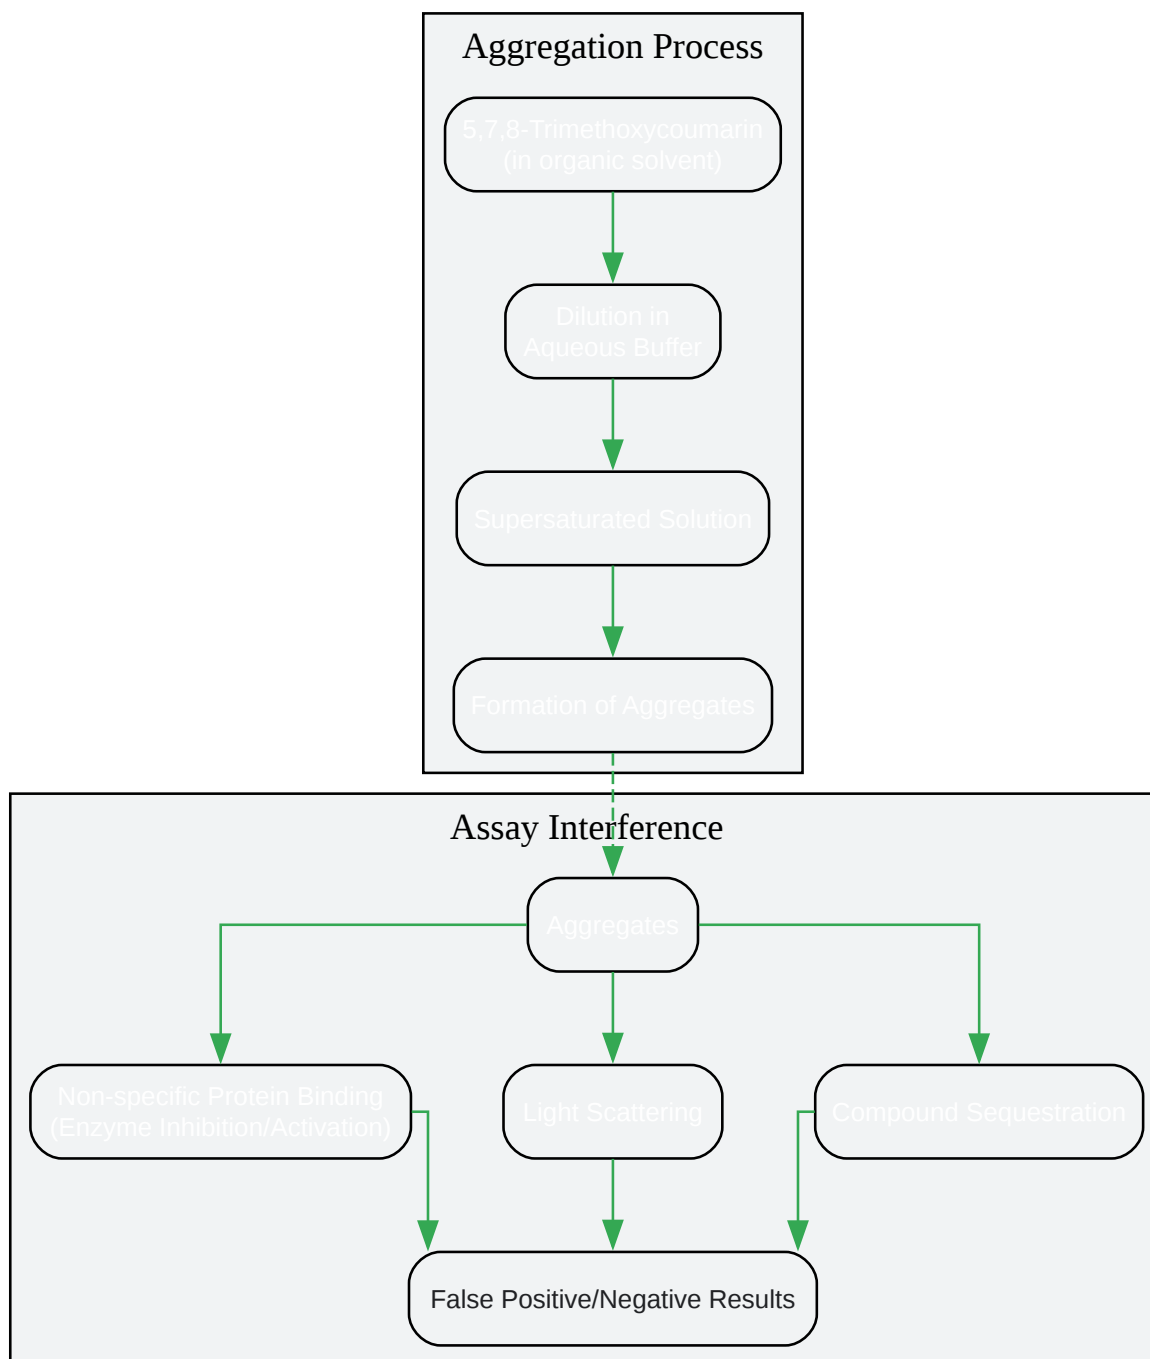 Aggregation Process
5,7,8-Trimethoxycoumarin
(in organic solvent)
Dilution in
Aqueous Buffer
Supersaturated Solution
Formation of Aggregates
Assay Interference
Aggregates
Non-specific Protein Binding
(Enzyme Inhibition/Activation)
Light Scattering
Compound Sequestration
False Positive/Negative Results